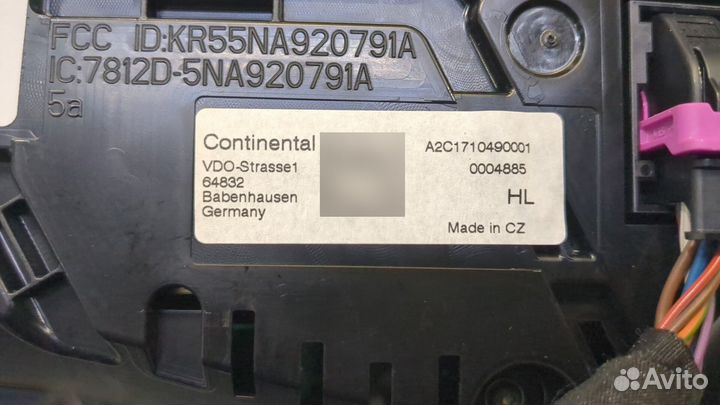 FCC ID:KR55NA920791A
IC:7812D-5NA920791A
5a
Continental
VDO-Strasse1
64832
Babenhausen
Germany
A2C1710490001
0004885
HL
Made in CZ
Avito